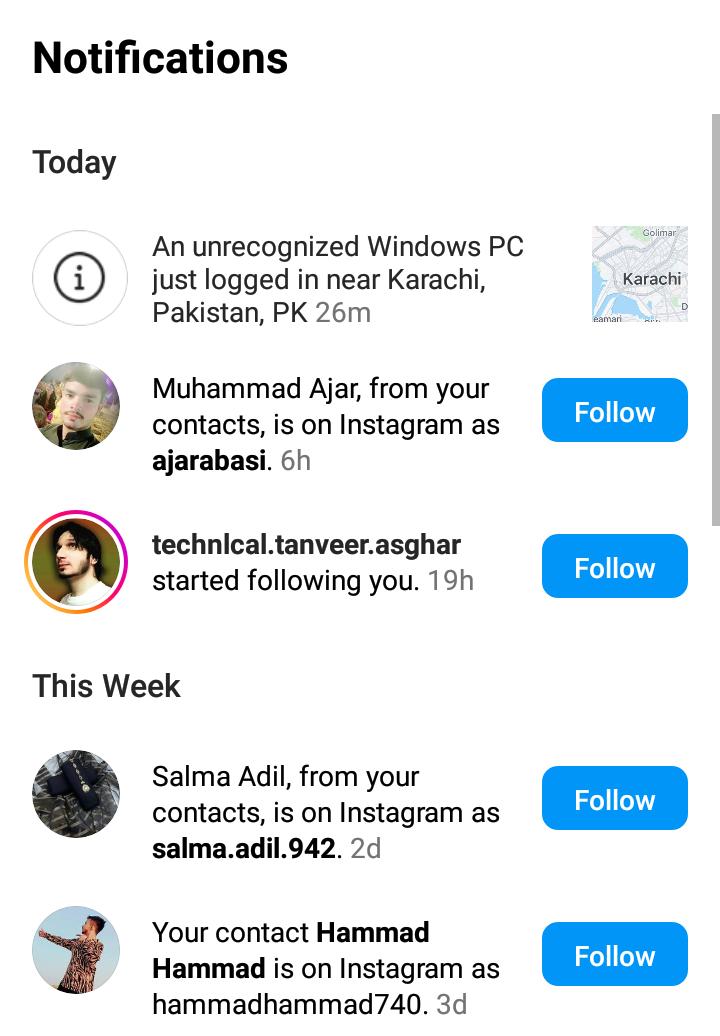 Notifications
Today
An unrecognized Windows PC
just logged in near Karachi,
Pakistan, PK 26m
Golimar
Karachi
D
eamari
Muhammad Ajar, from your
contacts, is on Instagram as
ajarabasi. 6h
Follow
technlcal.tanveer.asghar
started following you. 19h
Follow
This Week
Salma Adil, from your
contacts, is on Instagram as
salma.adil.942. 2d
Follow
Your contact Hammad
Hammad is on Instagram as
hammadhammad740. 3d
Follow